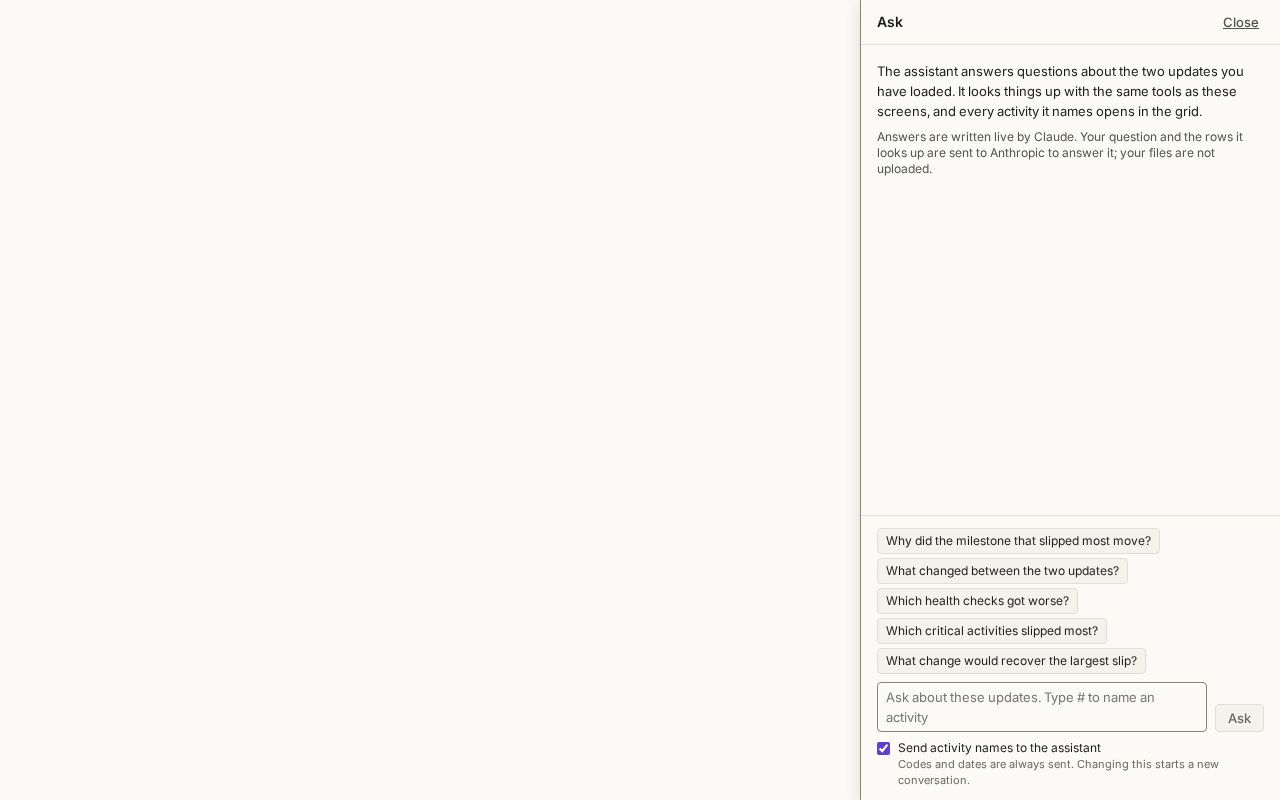 Ask
Close
The assistant answers questions about the two updates you
have loaded. It looks things up with the same tools as these
screens, and every activity it names opens in the grid.
Answers are written live by Claude. Your question and the rows it
looks up are sent to Anthropic to answer it; your files are not
uploaded.
Why did the milestone that slipped most move?
What changed between the two updates?
Which health checks got worse?
Which critical activities slipped most?
What change would recover the largest slip?
Ask about these updates. Type # to name an
activity
Ask
Send activity names to the assistant
Codes and dates are always sent. Changing this starts a new
conversation.